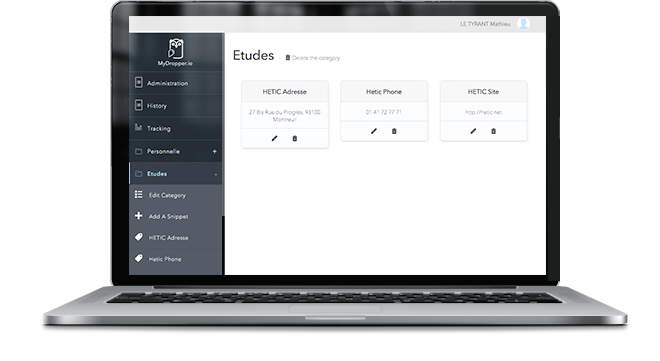 LE TYRANT Mathieu
MyDropper.io
Administration
History
Tracking
Personnelle +
Etudes -
Edit Category
Add A Snippet
HETIC Adresse
Hetic Phone
Etudes
Delete the category
HETIC Adresse
27 Bis Rue du Progrès, 93100
Montreuil
Hetic Phone
01 41 72 77 71
HETIC Site
http://hetic.net